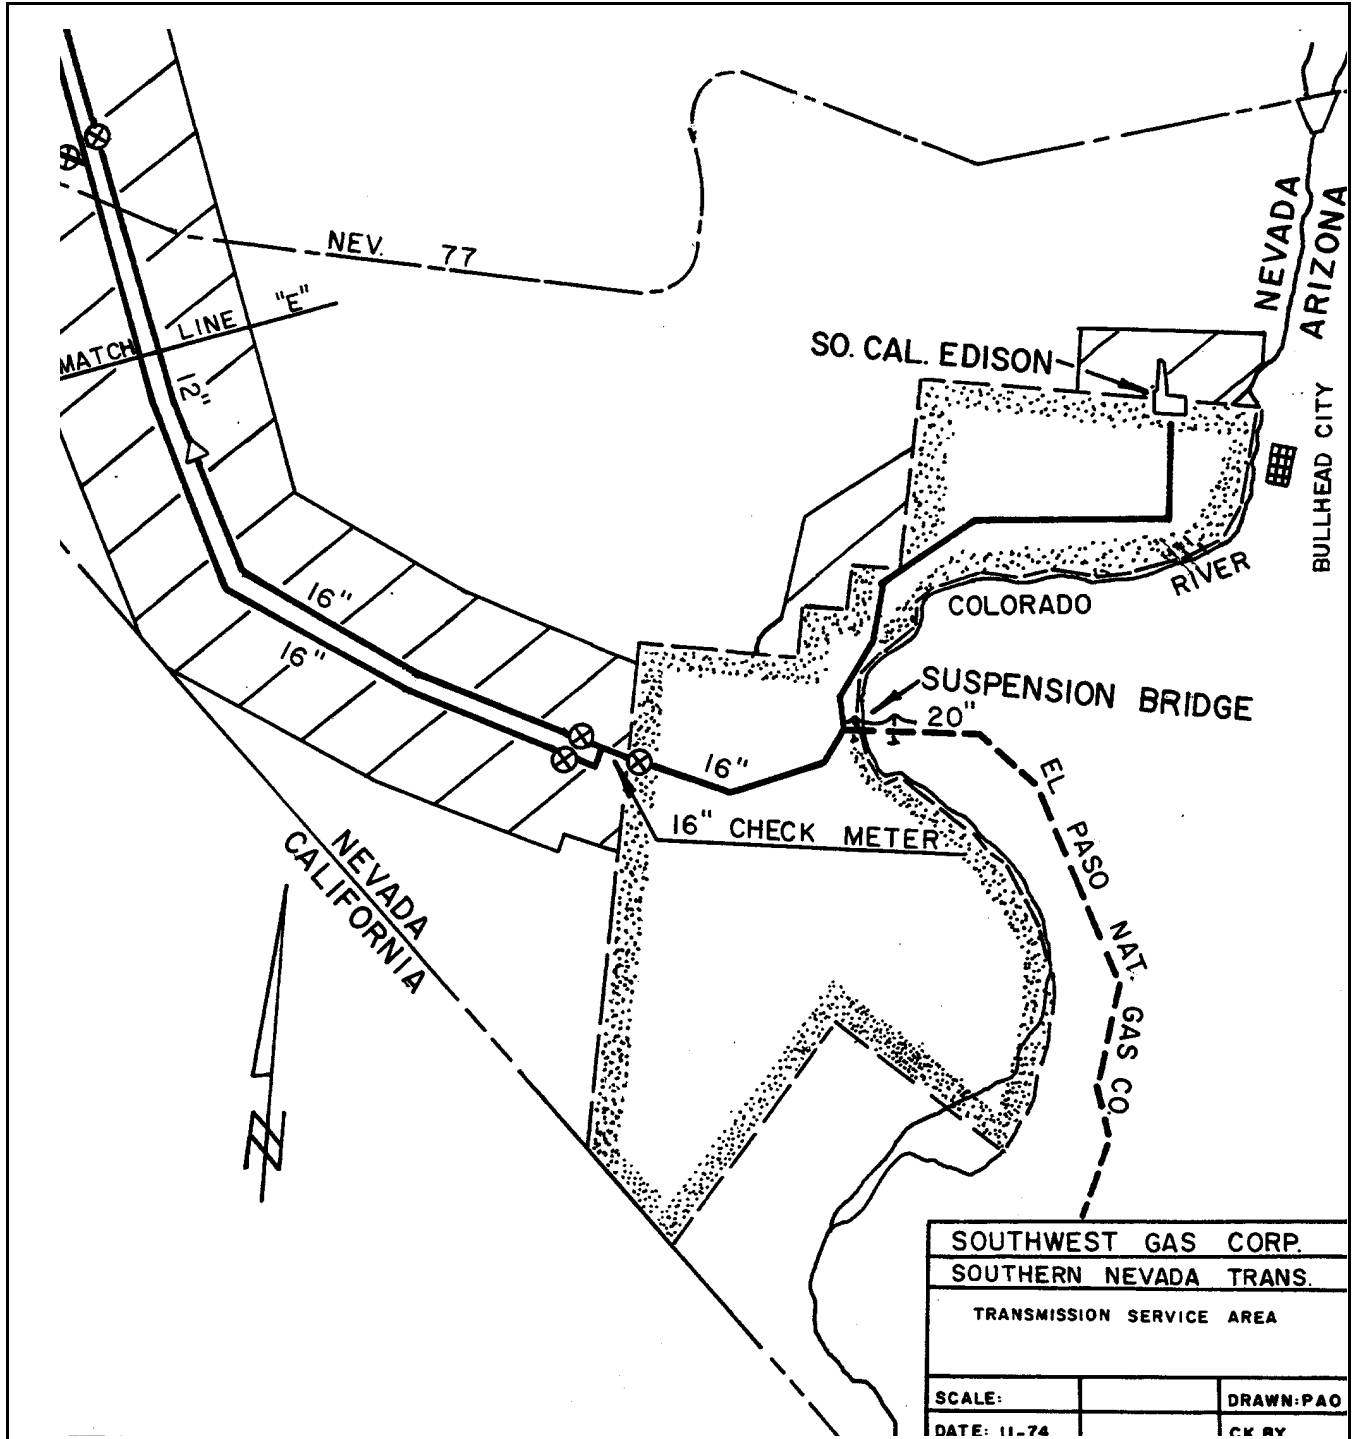 NEV. 77
NEVADA
ARIZONA
MATCH LINE "E"
12"
SO. CAL. EDISON
BULLHEAD CITY
RIVER
COLORADO
16"
16"
SUSPENSION BRIDGE
20"
16"
EL PASO NAT. GAS CO.
16" CHECK METER
NEVADA
CALIFORNIA
N
SOUTHWEST GAS CORP.
SOUTHERN NEVADA TRANS.
TRANSMISSION SERVICE AREA
SCALE:
DRAWN: PAO
DATE: 11-74
CK BY